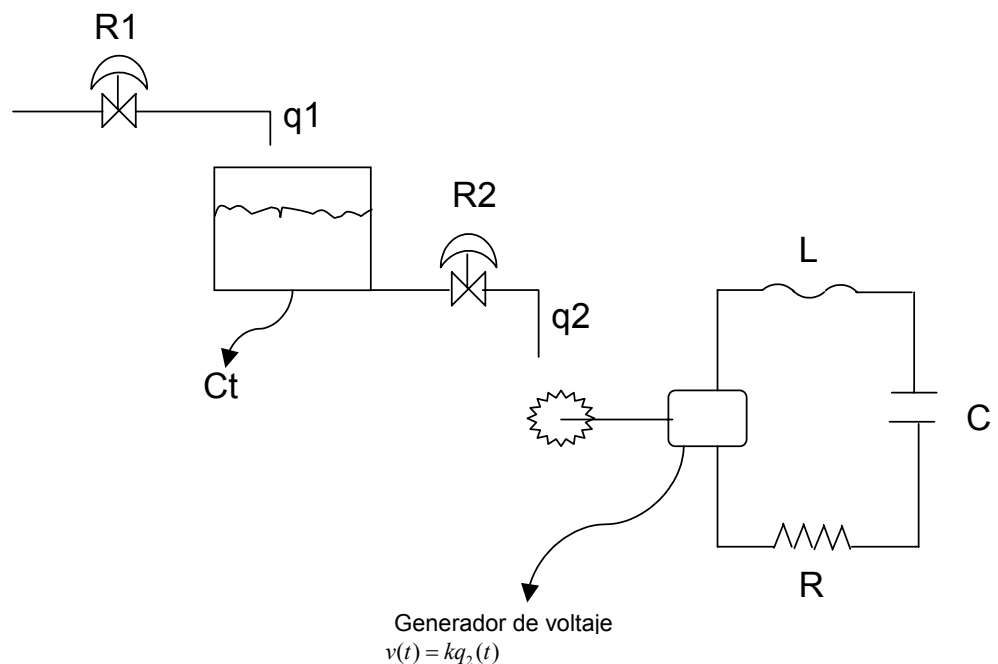 R1
q1
R2
q2
Ct
L
C
R
Generador de voltaje
v(t) = kq₂(t)